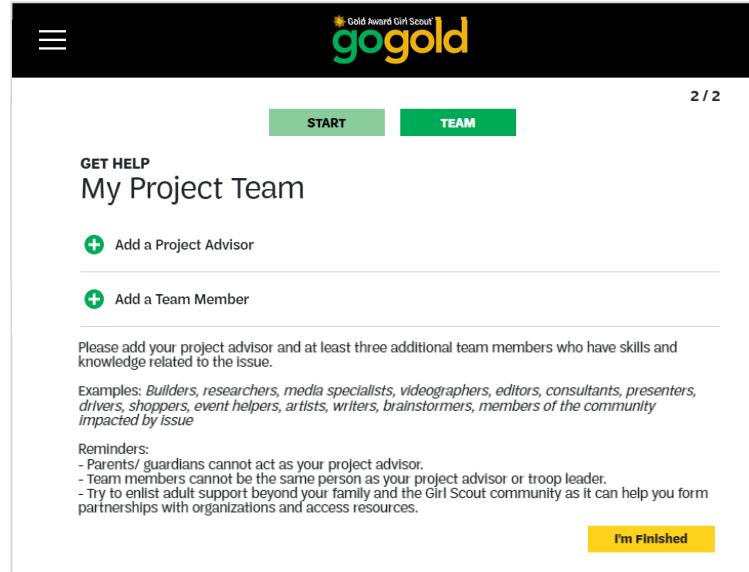 Gold Award Girl Scout
gogold
2 / 2
START
TEAM
GET HELP
My Project Team
Add a Project Advisor
Add a Team Member
Please add your project advisor and at least three additional team members who have skills and
knowledge related to the issue.
Examples: Builders, researchers, media specialists, videographers, editors, consultants, presenters,
drivers, shoppers, event helpers, artists, writers, brainstormers, members of the community
impacted by issue
Reminders:
- Parents/ guardians cannot act as your project advisor.
- Team members cannot be the same person as your project advisor or troop leader.
- Try to enlist adult support beyond your family and the Girl Scout community as it can help you form
partnerships with organizations and access resources.
I'm Finished